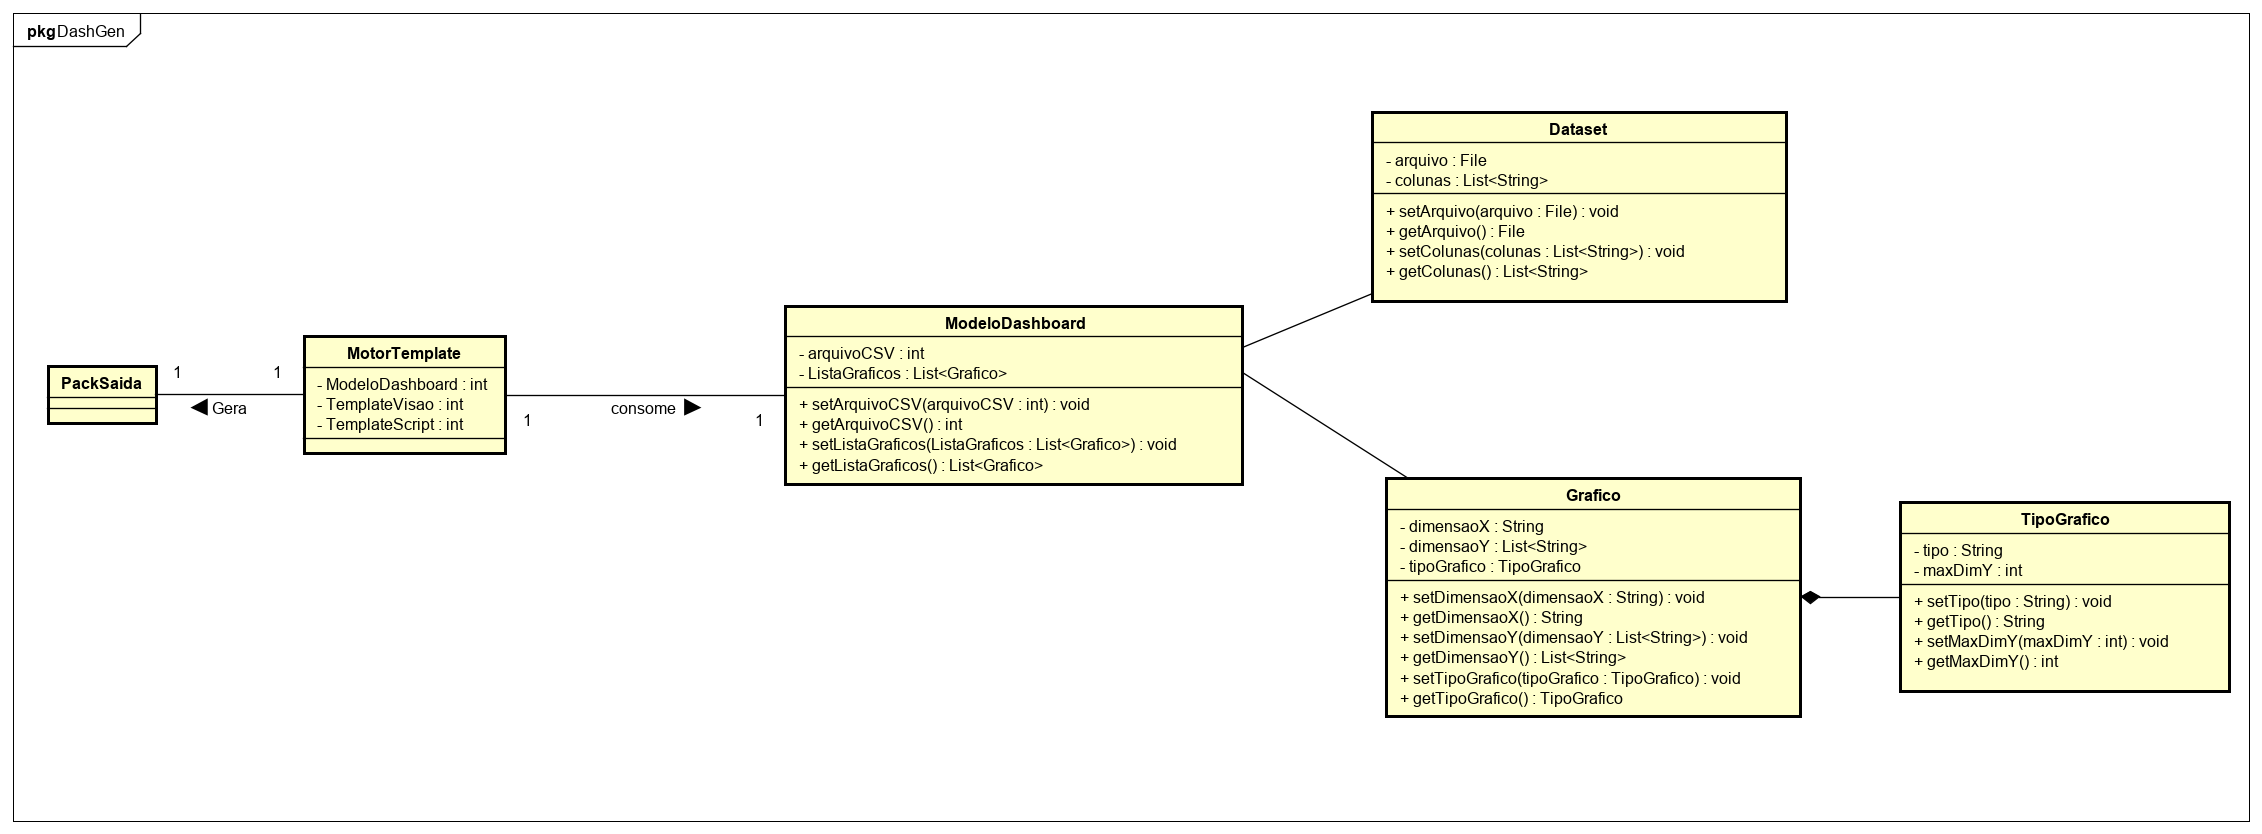 pkg DashGen
PackSaida
1
1
Gera
MotorTemplate
- ModeloDashboard : int
- TemplateVisao : int
- TemplateScript : int
1
consome
1
ModeloDashboard
- arquivoCSV : int
- ListaGraficos : List<Grafico>
+ setArquivoCSV(arquivoCSV : int) : void
+ getArquivoCSV() : int
+ setListaGraficos(ListaGraficos : List<Grafico>) : void
+ getListaGraficos() : List<Grafico>
Dataset
- arquivo : File
- colunas : List<String>
+ setArquivo(arquivo : File) : void
+ getArquivo() : File
+ setColunas(colunas : List<String>) : void
+ getColunas() : List<String>
Grafico
- dimensaoX : String
- dimensaoY : List<String>
- tipoGrafico : TipoGrafico
+ setDimensaoX(dimensaoX : String) : void
+ getDimensaoX() : String
+ setDimensaoY(dimensaoY : List<String>) : void
+ getDimensaoY() : List<String>
+ setTipoGrafico(tipoGrafico : TipoGrafico) : void
+ getTipoGrafico() : TipoGrafico
TipoGrafico
- tipo : String
- maxDimY : int
+ setTipo(tipo : String) : void
+ getTipo() : String
+ setMaxDimY(maxDimY : int) : void
+ getMaxDimY() : int